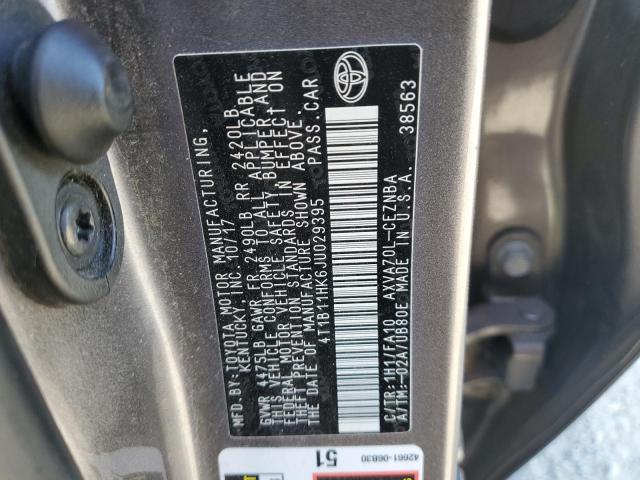 MFD. BY: TOYOTA MOTOR MANUFACTURING,
KENTUCKY, INC. 10/17
GVWR 4475LB GAWR FR 2490LB RR 2420LB
THIS VEHICLE CONFORMS TO ALL APPLICABLE
FEDERAL MOTOR VEHICLE SAFETY, BUMPER AND
THEFT PREVENTION STANDARDS IN EFFECT ON
THE DATE OF MANUFACTURE SHOWN ABOVE.
4T1B11HK6JU029395 PASS.CAR
C/TR:1H1/FA10 AXVA70L-CEZNBA
A/TM:-02A/UB80E MADE IN U.S.A. 38563
42661-06830
51